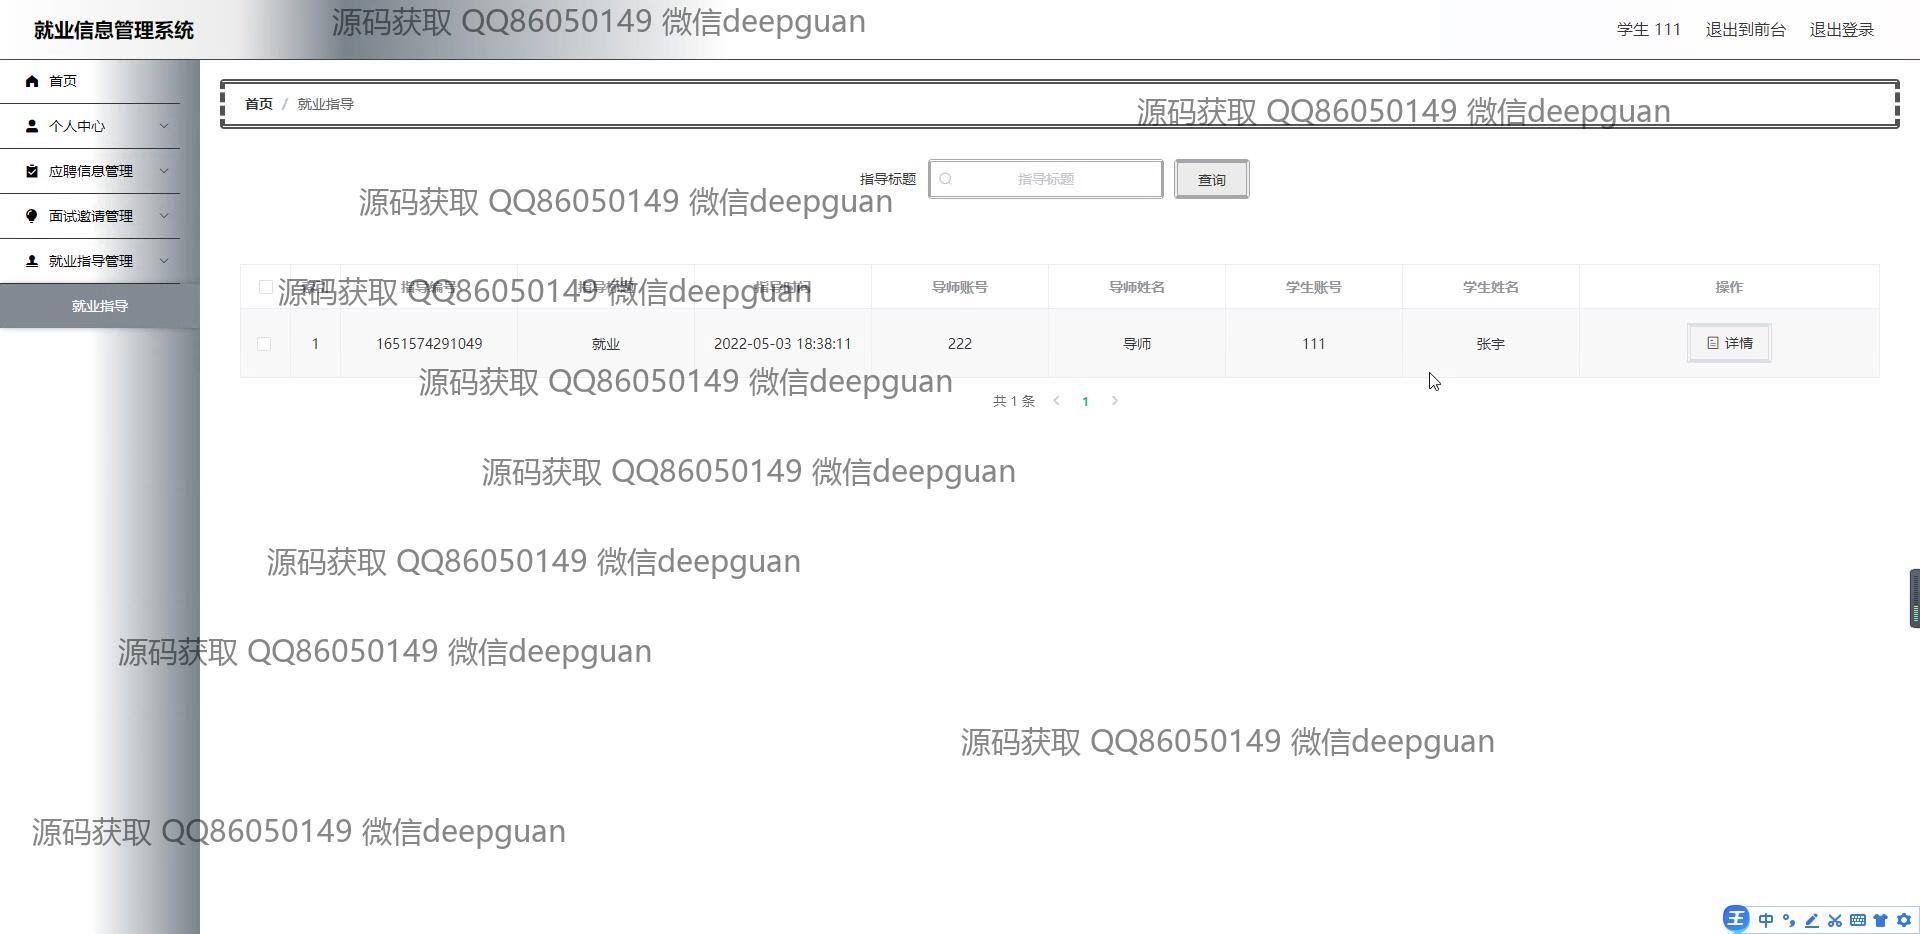 就业信息管理系统
源码获取 QQ86050149 微信deepguan
学生 111 退出到前台 退出登录
首页
个人中心
应聘信息管理
面试邀请管理
就业指导管理
就业指导
首页 / 就业指导
源码获取 QQ86050149 微信deepguan
指导标题 指导标题 查询
源码获取 QQ86050149 微信deepguan
指导编号 指导标题 指导时间 导师账号 导师姓名 学生账号 学生姓名 操作
源码获取 QQ86050149 微信deepguan
1 1651574291049 就业 2022-05-03 18:38:11 222 导师 111 张宇 详情
源码获取 QQ86050149 微信deepguan
共 1 条 1
源码获取 QQ86050149 微信deepguan
源码获取 QQ86050149 微信deepguan
源码获取 QQ86050149 微信deepguan
源码获取 QQ86050149 微信deepguan
源码获取 QQ86050149 微信deepguan
王 中